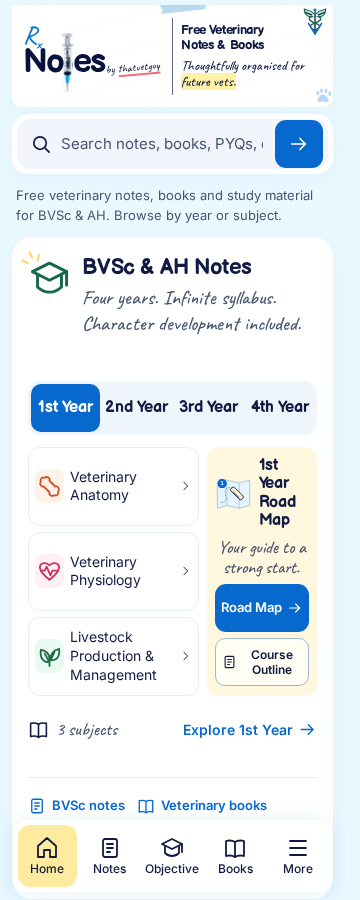 Rx
Notes by thatvetguy
Free Veterinary
Notes & Books
Thoughtfully organised for
future vets.
Search notes, books, PYQs,
Free veterinary notes, books and study material
for BVSc & AH. Browse by year or subject.
BVSc & AH Notes
Four years. Infinite syllabus.
Character development included.
1st Year 2nd Year 3rd Year 4th Year
Veterinary
Anatomy
Veterinary
Physiology
Livestock
Production &
Management
1st
Year
Road
Map
Your guide to a
strong start.
Road Map
Course
Outline
3 subjects
Explore 1st Year
BVSc notes Veterinary books
Home Notes Objective Books More